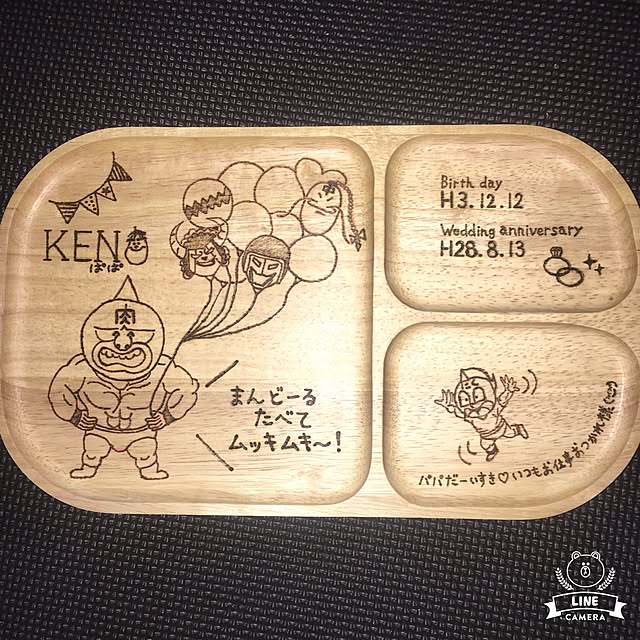 KENO
ぱぱ
肉
まんどーる
たべて
ムッキムキ〜!
Birth day
H3.12.12
Wedding anniversary
H28.8.13
パパだーいすき♡いつもお仕事おつかれ様
LINE
CAMERA